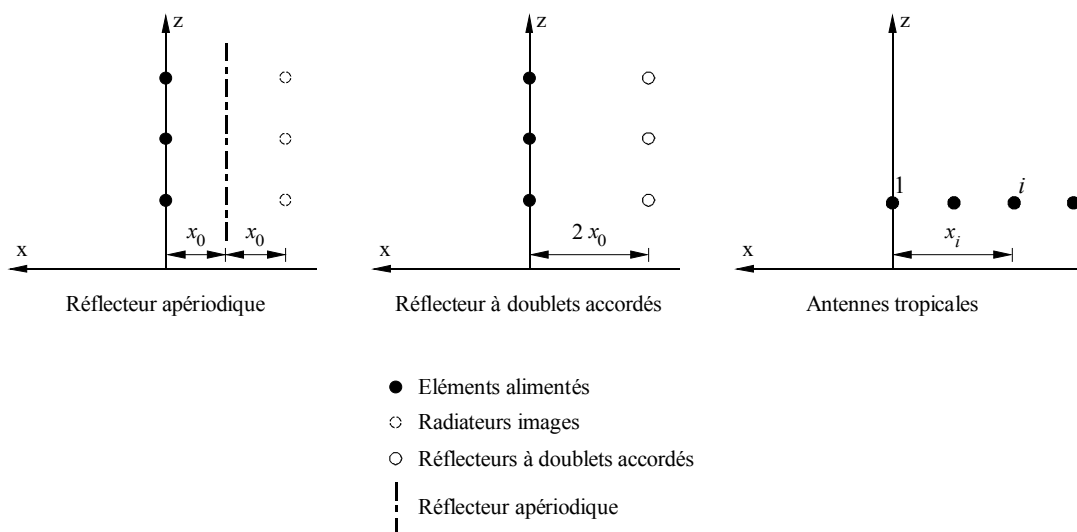 z
z
z
1
i
x
x₀
x₀
x
2 x₀
x
xᵢ
Réflecteur apériodique
Réflecteur à doublets accordés
Antennes tropicales
Eléments alimentés
Radiateurs images
Réflecteurs à doublets accordés
Réflecteur apériodique